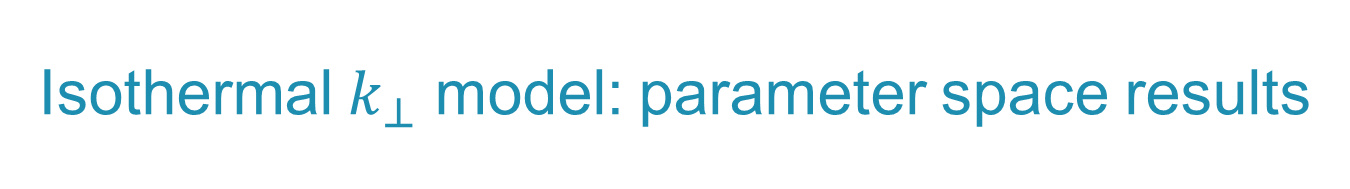 Isothermal k⊥ model: parameter space results